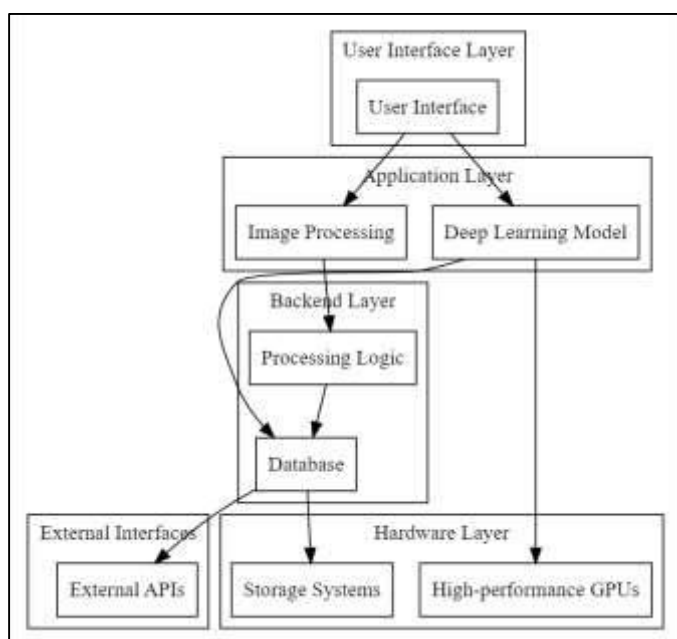 User Interface Layer
User Interface
Application Layer
Image Processing
Deep Learning Model
Backend Layer
Processing Logic
Database
External Interfaces
Hardware Layer
External APIs
Storage Systems
High-performance GPUs